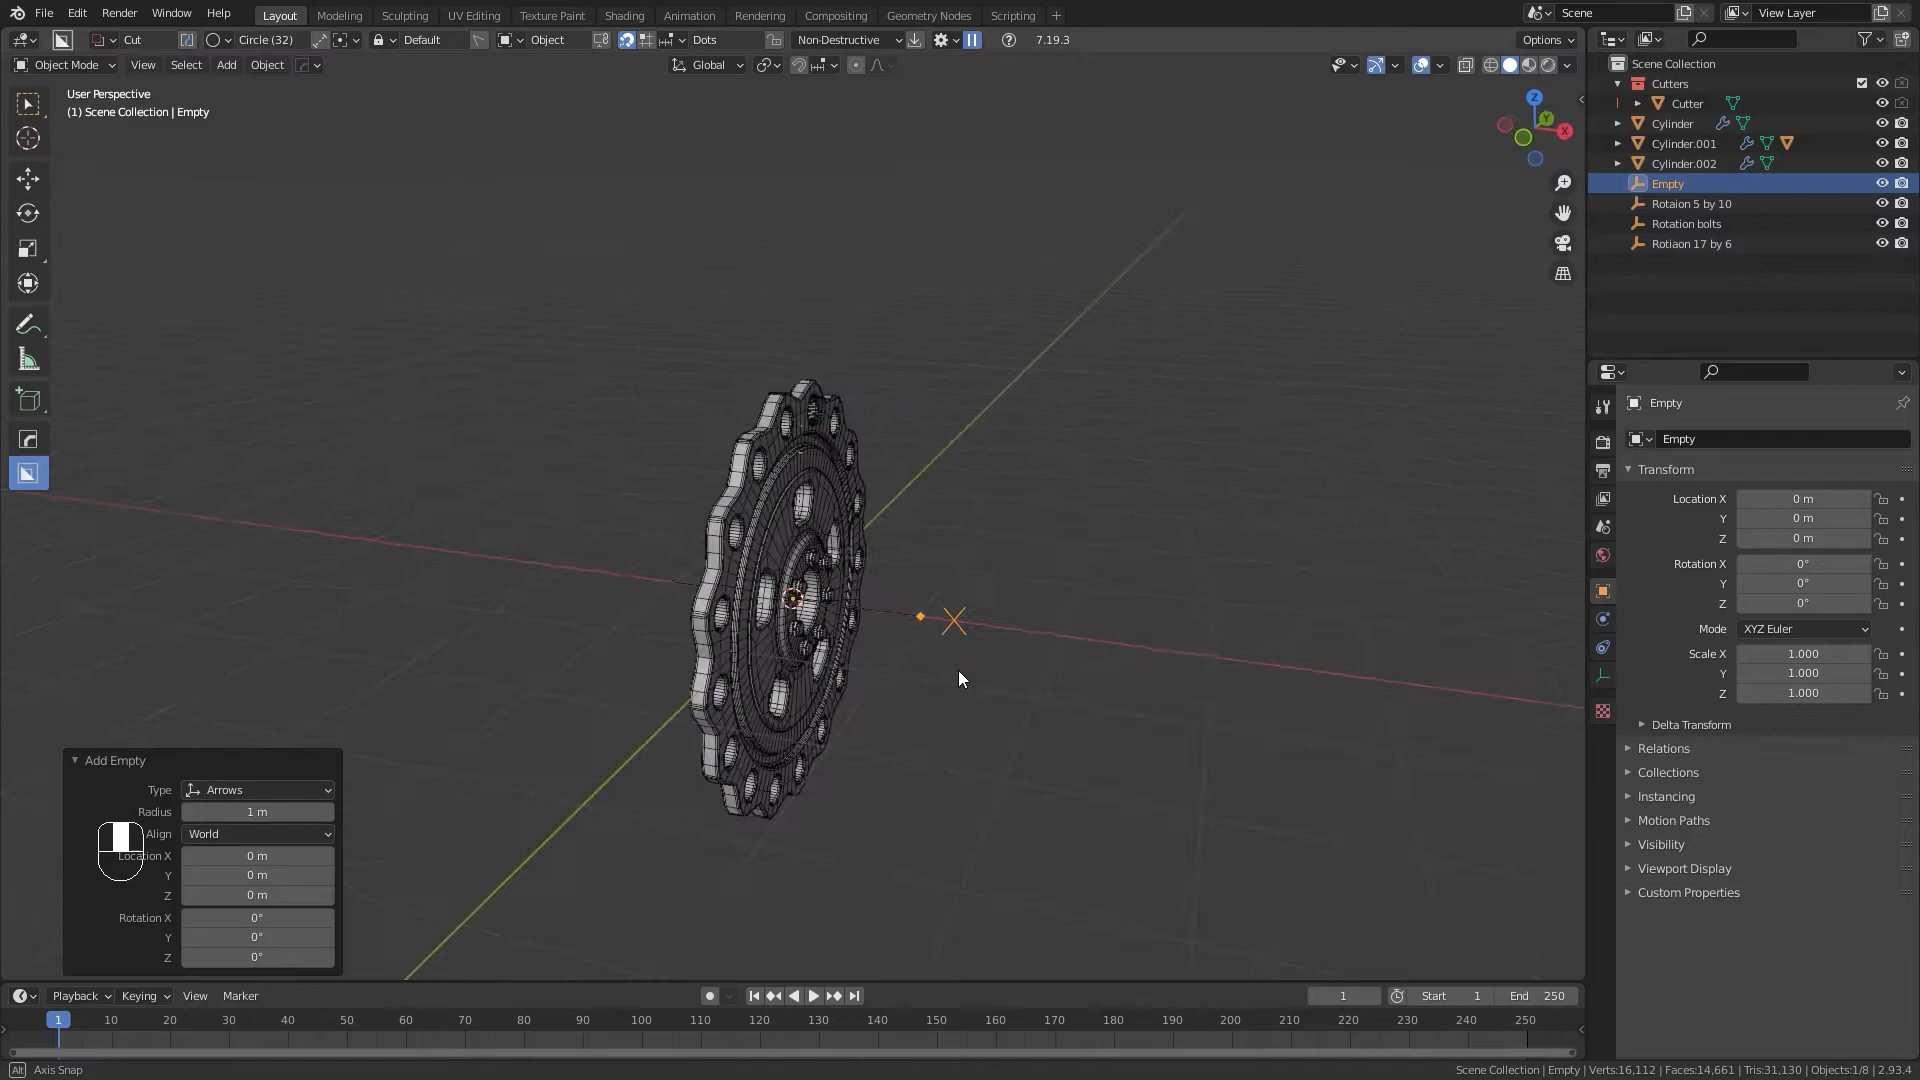 File Edit Render Window Help Layout Modeling Sculpting UV Editing Texture Paint Shading Animation Rendering Compositing Geometry Nodes Scripting + Scene View Layer
Cut Circle (32) Default Object Dots Non-Destructive 7.19.3 Options
Object Mode View Select Add Object Global
User Perspective
(1) Scene Collection | Empty
Z
Y
X
Scene Collection
Cutters
Cutter
Cylinder
Cylinder.001
Cylinder.002
Empty
Rotaion 5 by 10
Rotation bolts
Rotiaon 17 by 6
Empty
Empty
Transform
Location X 0 m
Y 0 m
Z 0 m
Rotation X 0°
Y 0°
Z 0°
Mode XYZ Euler
Scale X 1.000
Y 1.000
Z 1.000
Delta Transform
Relations
Collections
Instancing
Motion Paths
Visibility
Viewport Display
Custom Properties
Add Empty
Type Arrows
Radius 1 m
Align World
Location X 0 m
Y 0 m
Z 0 m
Rotation X 0°
Y 0°
Z 0°
Playback Keying View Marker 1 Start 1 End 250
1 10 20 30 40 50 60 70 80 90 100 110 120 130 140 150 160 170 180 190 200 210 220 230 240 250
Alt Axis Snap Scene Collection | Empty | Verts:16,112 | Faces:14,661 | Tris:31,130 | Objects:1/8 | 2.93.4